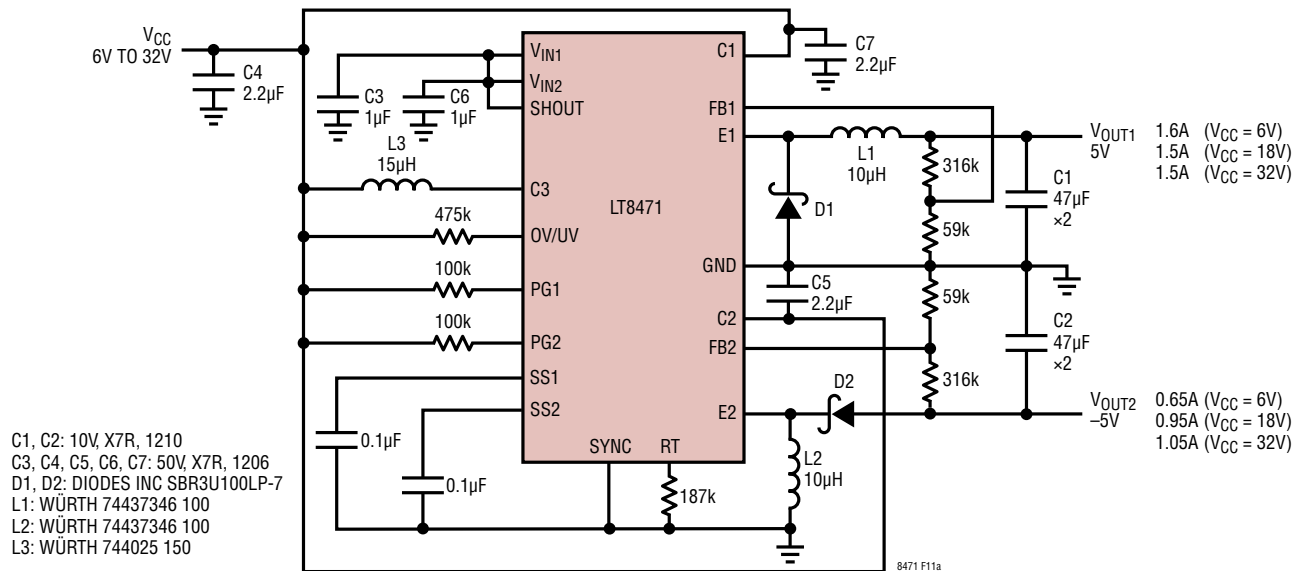 VCC
6V TO 32V
C4
2.2µF
C3
1µF
C6
1µF
L3
15µH
475k
100k
100k
0.1µF
0.1µF
VIN1
VIN2
SHOUT
C3
OV/UV
PG1
PG2
SS1
SS2
SYNC
RT
LT8471
C1
FB1
E1
GND
C2
FB2
E2
187k
C7
2.2µF
L1
10µH
D1
316k
59k
C1
47µF
×2
C5
2.2µF
59k
316k
C2
47µF
×2
D2
L2
10µH
VOUT1
5V
1.6A (VCC = 6V)
1.5A (VCC = 18V)
1.5A (VCC = 32V)
VOUT2
–5V
0.65A (VCC = 6V)
0.95A (VCC = 18V)
1.05A (VCC = 32V)
C1, C2: 10V, X7R, 1210
C3, C4, C5, C6, C7: 50V, X7R, 1206
D1, D2: DIODES INC SBR3U100LP-7
L1: WÜRTH 74437346 100
L2: WÜRTH 74437346 100
L3: WÜRTH 744025 150
8471 F11a